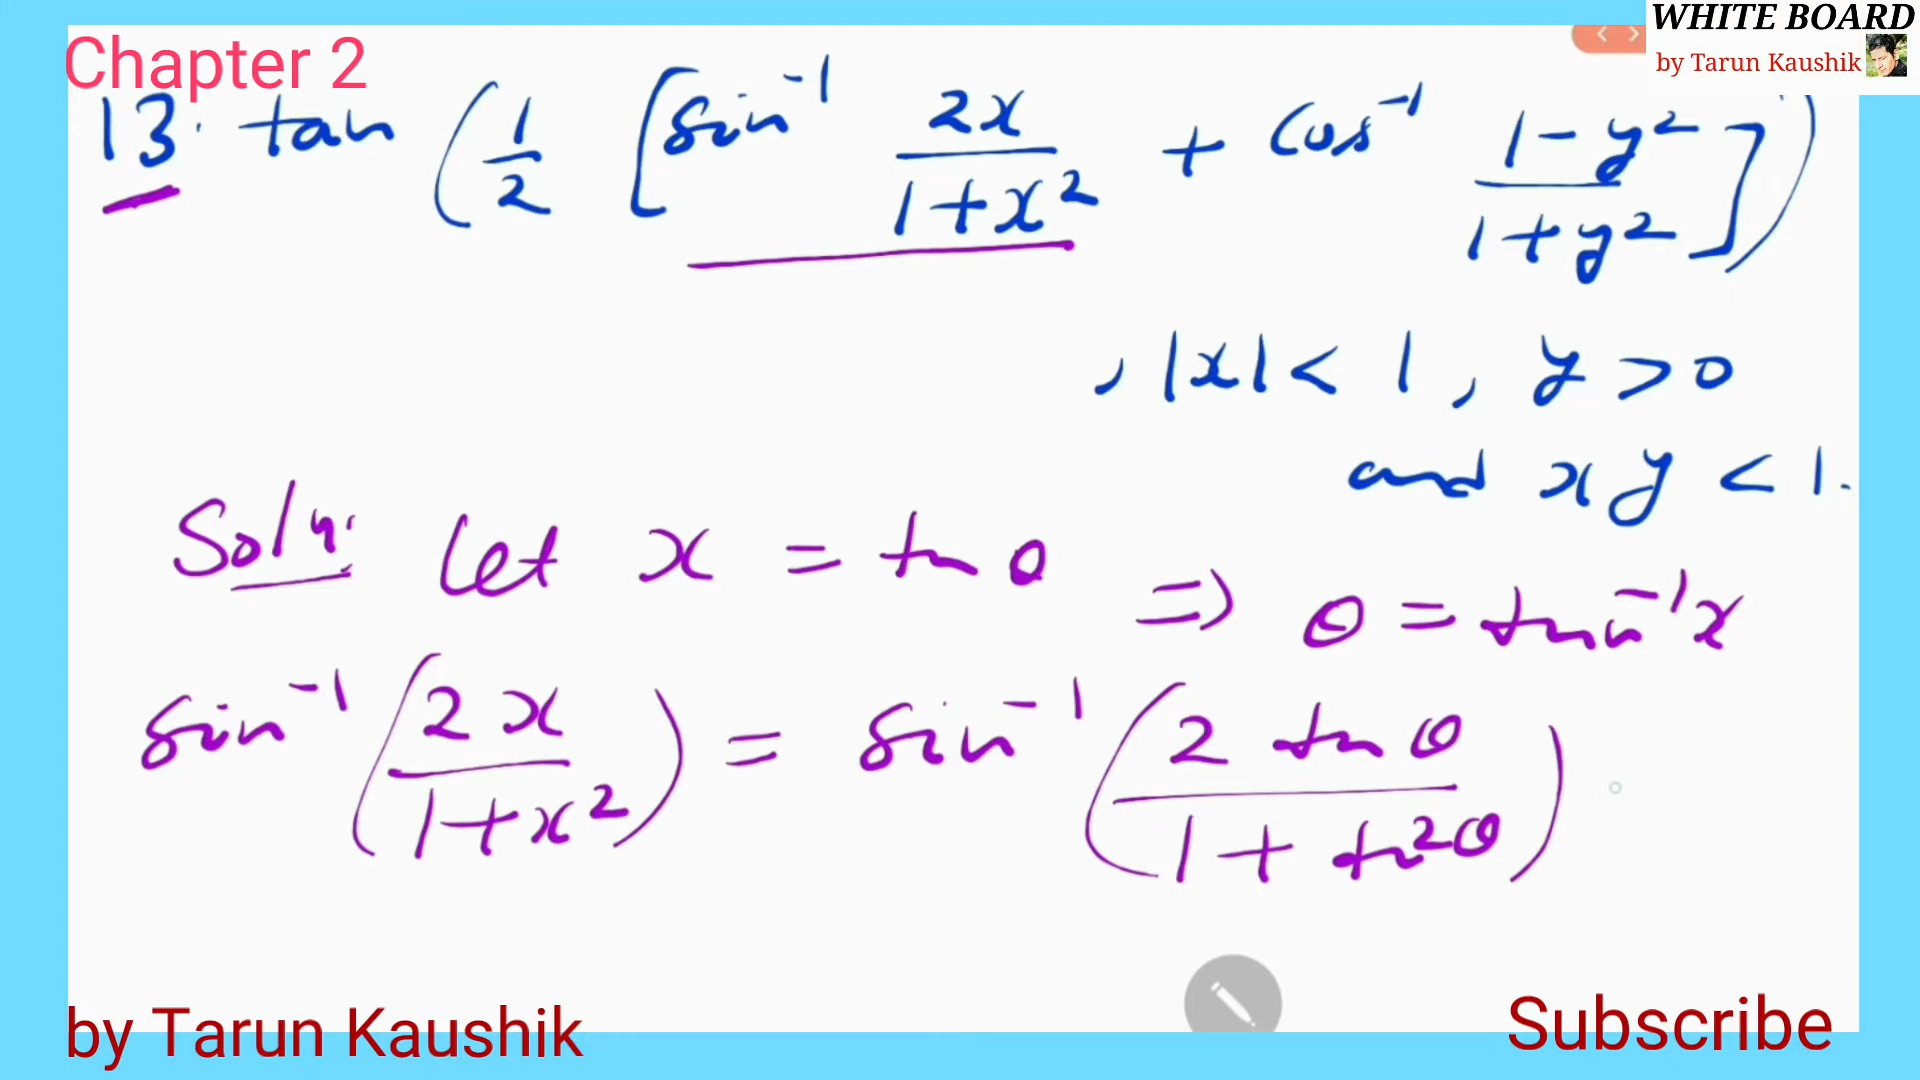 WHITE BOARD
by Tarun Kaushik
Chapter 2
13. tan (1/2 [sin⁻¹ 2x/(1+x²) + cos⁻¹ (1-y²)/(1+y²)])
, |x| < 1, y > 0
and xy < 1.
Soln: Let x = tan θ ⇒ θ = tan⁻¹x
sin⁻¹ (2x/(1+x²)) = sin⁻¹ (2 tan θ/(1 + tan²θ))
by Tarun Kaushik
Subscribe